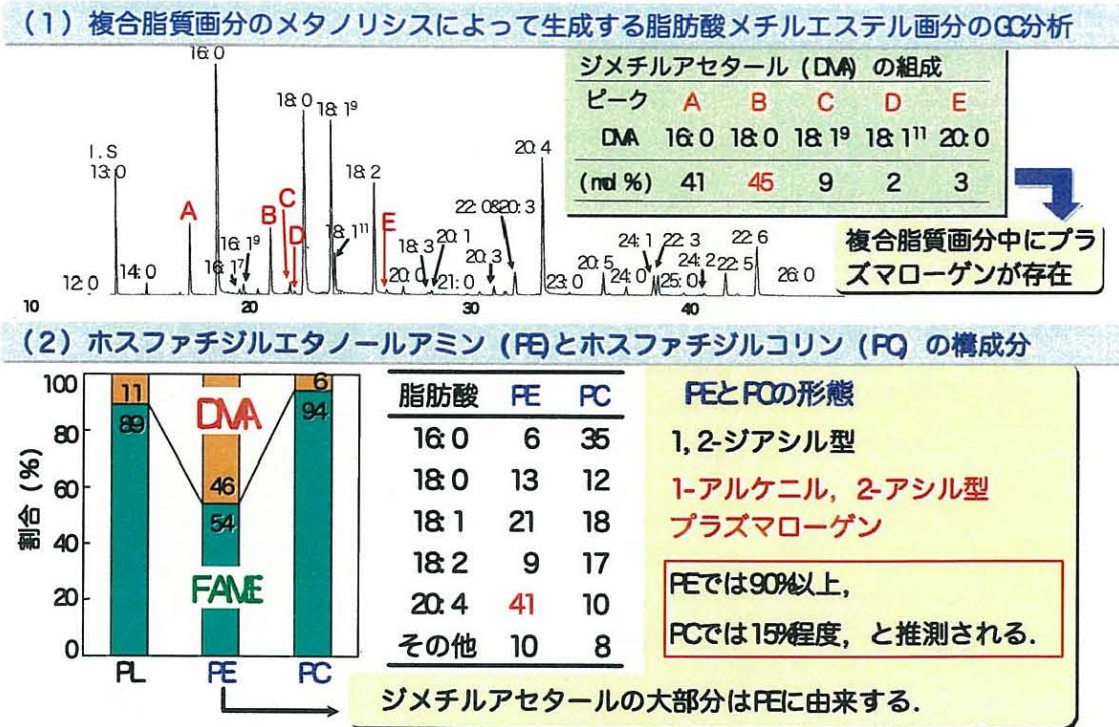 (1) 複合脂質画分のメタノリシスによって生成する脂肪酸メチルエステル画分のGC分析
I.S
13:0
12:0
14:0
A
16:0
16:1⁹
16:1⁷
B
C
D
18:0
18:1⁹
18:1¹¹
18:2
E
20:0
18:3
20:1
21:0
20:3
22:0&20:3
20:4
23:0
20:5
24:0
24:1
22:3
25:0
24:2
22:5
22:6
26:0
10
20
30
40
ジメチルアセタール (DMA) の組成
ピーク A B C D E
DMA 16:0 18:0 18:1⁹ 18:1¹¹ 20:0
(mol %) 41 45 9 2 3
複合脂質画分中にプラ
ズマローゲンが存在
(2) ホスファチジルエタノールアミン (PE)とホスファチジルコリン (PC) の構成分
割合 (%)
100
80
60
40
20
0
11
89
DMA
46
54
FAME
6
94
PL PE PC
脂肪酸 PE PC
16:0 6 35
18:0 13 12
18:1 21 18
18:2 9 17
20:4 41 10
その他 10 8
PEとPCの形態
1,2-ジアシル型
1-アルケニル, 2-アシル型
プラズマローゲン
PEでは90%以上,
PCでは15%程度, と推測される.
ジメチルアセタールの大部分はPEに由来する.